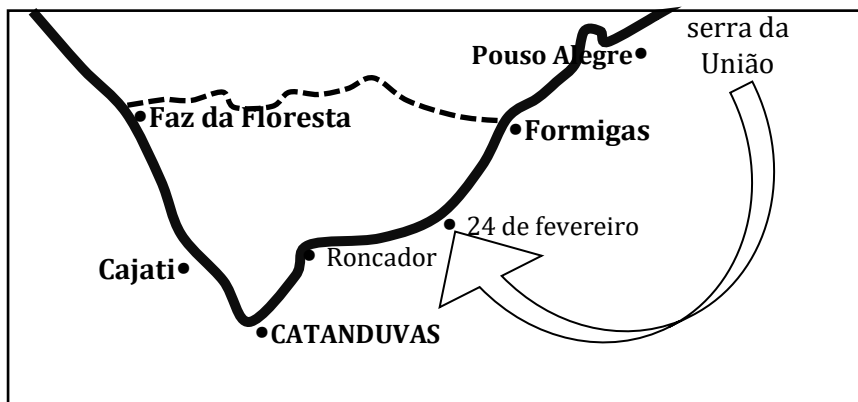 serra da
União
Pouso Alegre
Faz da Floresta
Formigas
24 de fevereiro
Roncador
Cajati
CATANDUVAS